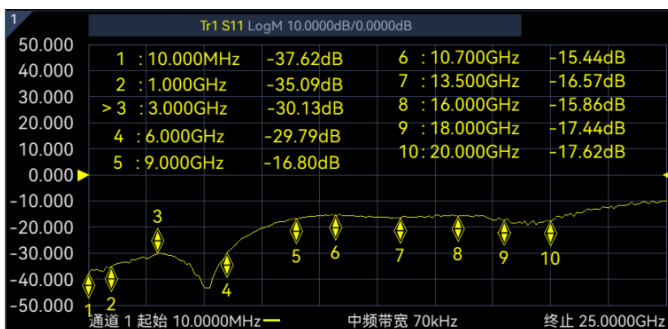 1
Tr1 S11 LogM 10.0000dB/0.0000dB
50.000
40.000
30.000
20.000
10.000
0.000
-10.000
-20.000
-30.000
-40.000
-50.000
1 :10.000MHz -37.62dB
2 :1.000GHz -35.09dB
>3 :3.000GHz -30.13dB
4 :6.000GHz -29.79dB
5 :9.000GHz -16.80dB
6 :10.700GHz -15.44dB
7 :13.500GHz -16.57dB
8 :16.000GHz -15.86dB
9 :18.000GHz -17.44dB
10:20.000GHz -17.62dB
1
2
3
4
5
6
7
8
9
10
通道 1 起始 10.0000MHz
中频带宽 70kHz
终止 25.0000GHz